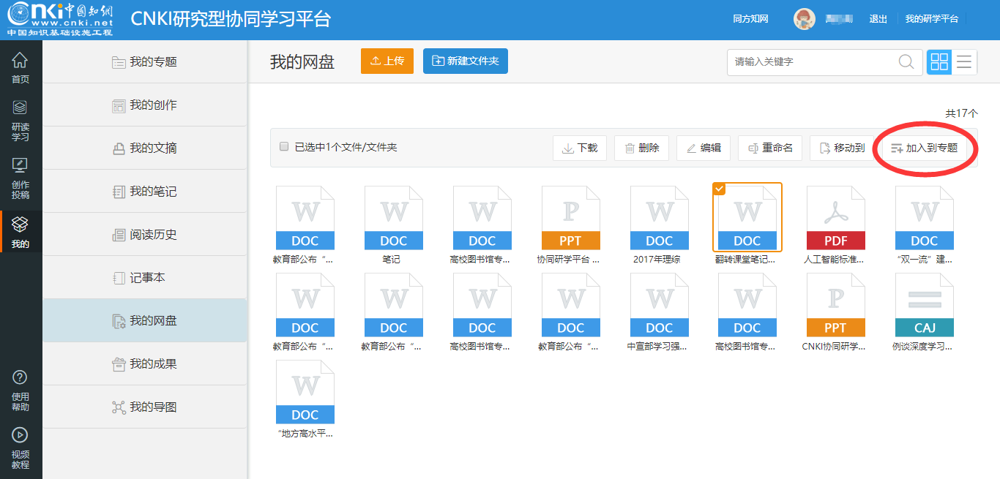 Cnki中国知网
www.cnki.net
中国知识基础设施工程
CNKI研究型协同学习平台
同方知网
退出
我的研学平台
首页
研读
学习
创作
投稿
我的
使用
帮助
视频
教程
我的专题
我的创作
我的文摘
我的笔记
阅读历史
记事本
我的网盘
我的成果
我的导图
我的网盘
上传
新建文件夹
请输入关键字
共17个
已选中1个文件/文件夹
下载
删除
编辑
重命名
移动到
加入到专题
W
W
W
P
W
W
W
DOC
DOC
DOC
PPT
DOC
DOC
PDF
DOC
教育部公布“...
笔记
高校图书馆专...
协同研学平台 ...
2017年理综
翻转课堂笔记...
人工智能标准...
“双一流”建...
W
W
W
W
W
W
P
DOC
DOC
DOC
DOC
DOC
DOC
PPT
CAJ
教育部公布“...
教育部公布“...
高校图书馆专...
教育部公布“...
中宣部学习强...
高校图书馆专...
CNKI协同研学...
例谈深度学习...
W
DOC
“地方高水平...